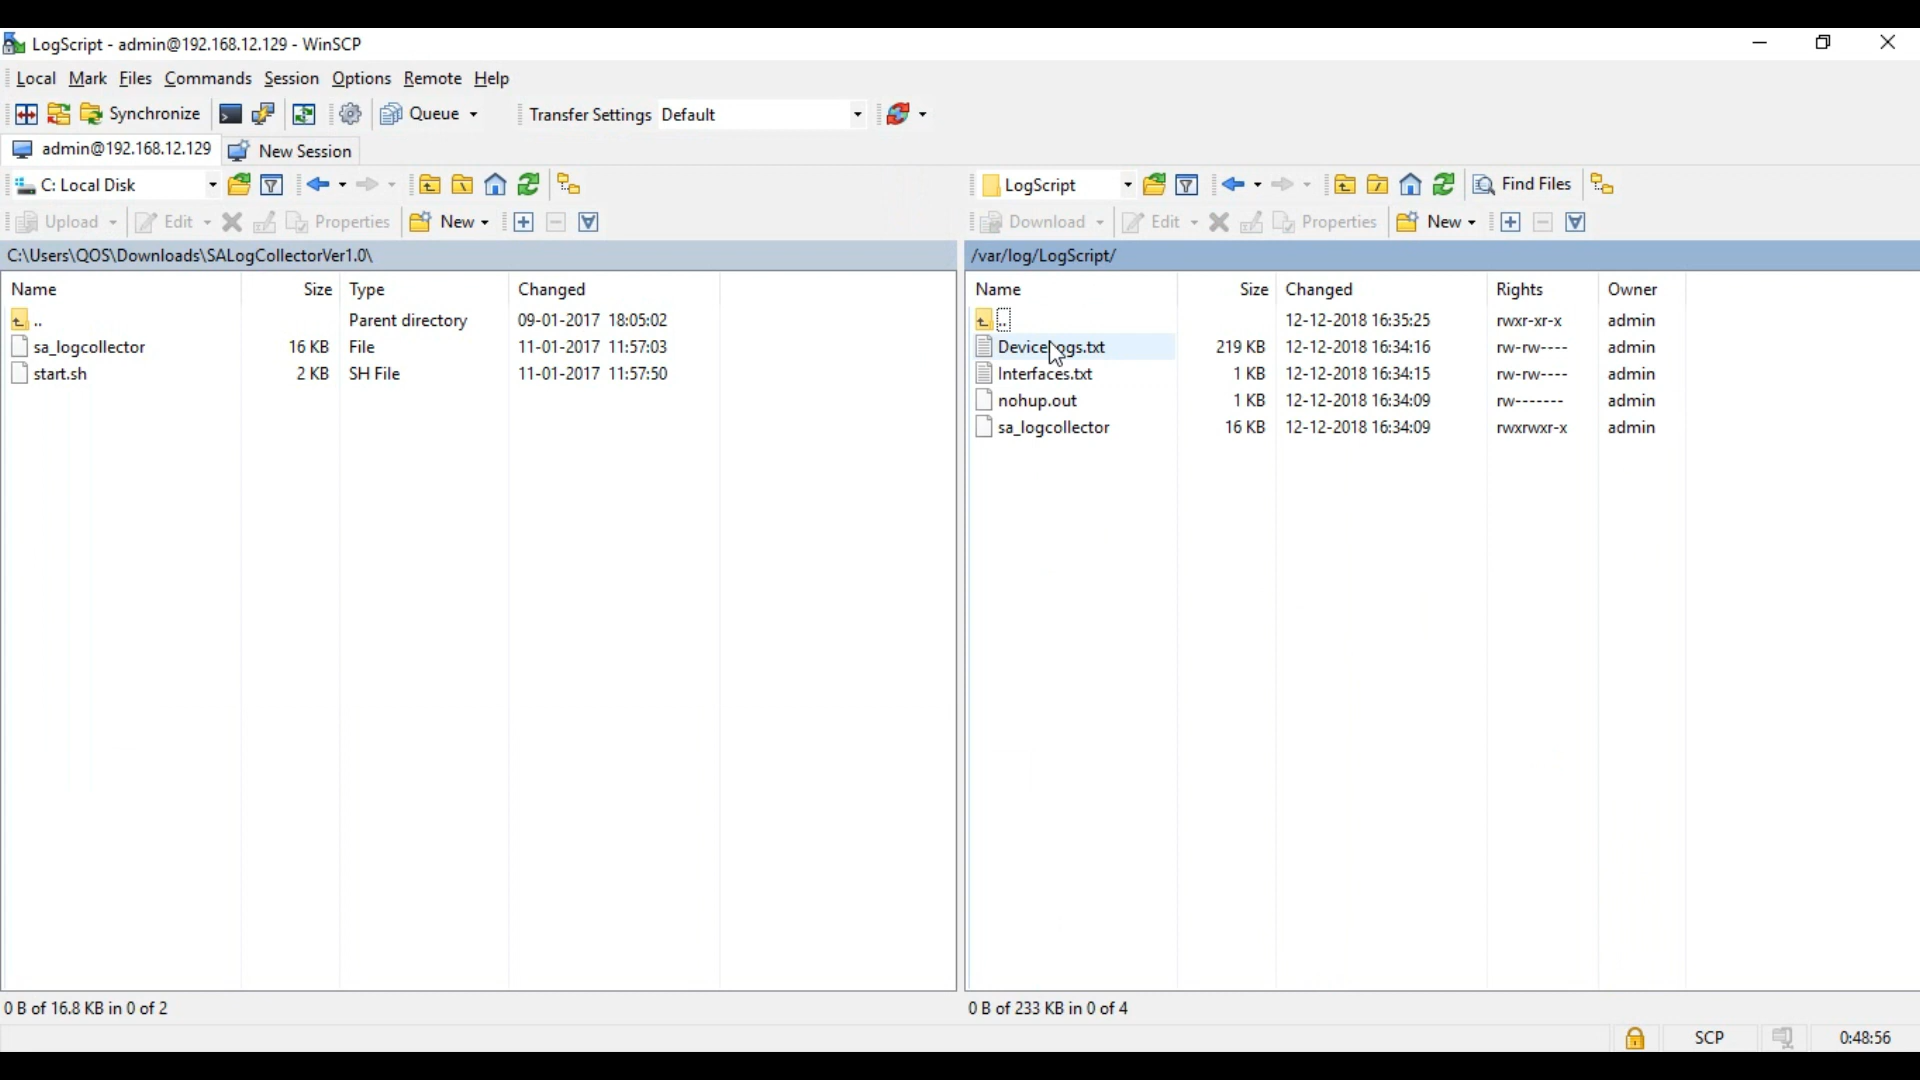 LogScript - admin@192.168.12.129 - WinSCP
Local Mark Files Commands Session Options Remote Help
Synchronize Queue Transfer Settings Default
admin@192.168.12.129 New Session
C: Local Disk
Upload Edit Properties New
C:\Users\QOS\Downloads\SALogCollectorVer1.0\
Name Size Type Changed
.. Parent directory 09-01-2017 18:05:02
sa_logcollector 16 KB File 11-01-2017 11:57:03
start.sh 2 KB SH File 11-01-2017 11:57:50
0 B of 16.8 KB in 0 of 2
LogScript Find Files
Download Edit Properties New
/var/log/LogScript/
Name Size Changed Rights Owner
.. 12-12-2018 16:35:25 rwxr-xr-x admin
219 KB 12-12-2018 16:34:16 rw-rw---- admin
Interfaces.txt 1 KB 12-12-2018 16:34:15 rw-rw---- admin
nohup.out 1 KB 12-12-2018 16:34:09 rw------- admin
sa_logcollector 16 KB 12-12-2018 16:34:09 rwxrwxr-x admin
0 B of 233 KB in 0 of 4
SCP 0:48:56